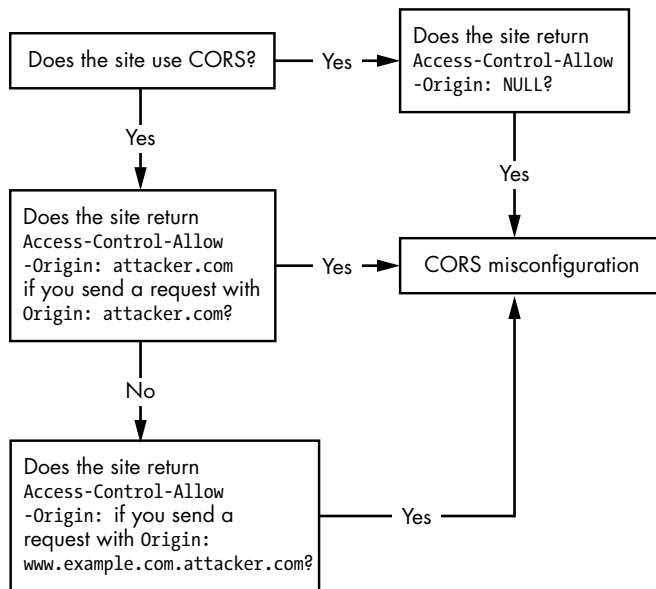 Does the site use CORS?
Yes
Does the site return
Access-Control-Allow
-Origin: NULL?
Yes
Yes
Does the site return
Access-Control-Allow
-Origin: attacker.com
if you send a request with
Origin: attacker.com?
Yes
CORS misconfiguration
No
Does the site return
Access-Control-Allow
-Origin: if you send a
request with Origin:
www.example.com.attacker.com?
Yes